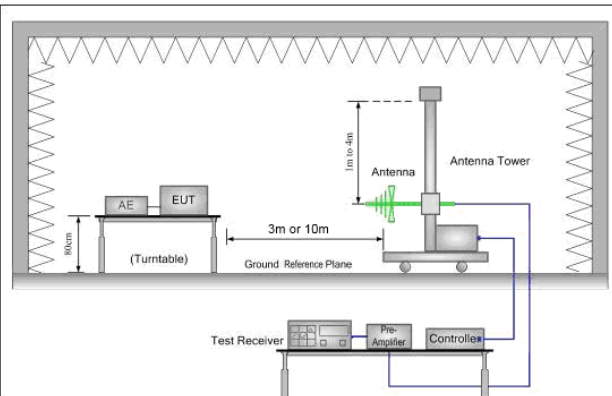 1m to 4m
Antenna
Antenna Tower
AE
EUT
80cm
(Turntable)
3m or 10m
Ground Reference Plane
Test Receiver
Pre-
Amplifier
Controller